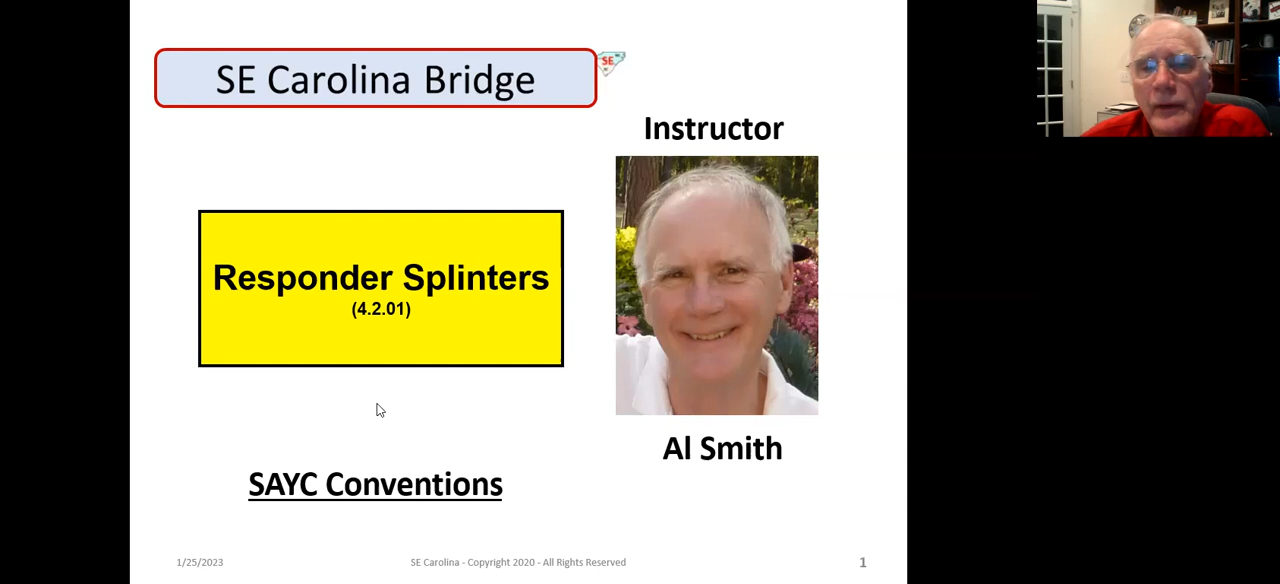 SE Carolina Bridge
SE
Instructor
Responder Splinters
(4.2.01)
Al Smith
SAYC Conventions
1/25/2023
SE Carolina - Copyright 2020 - All Rights Reserved
1